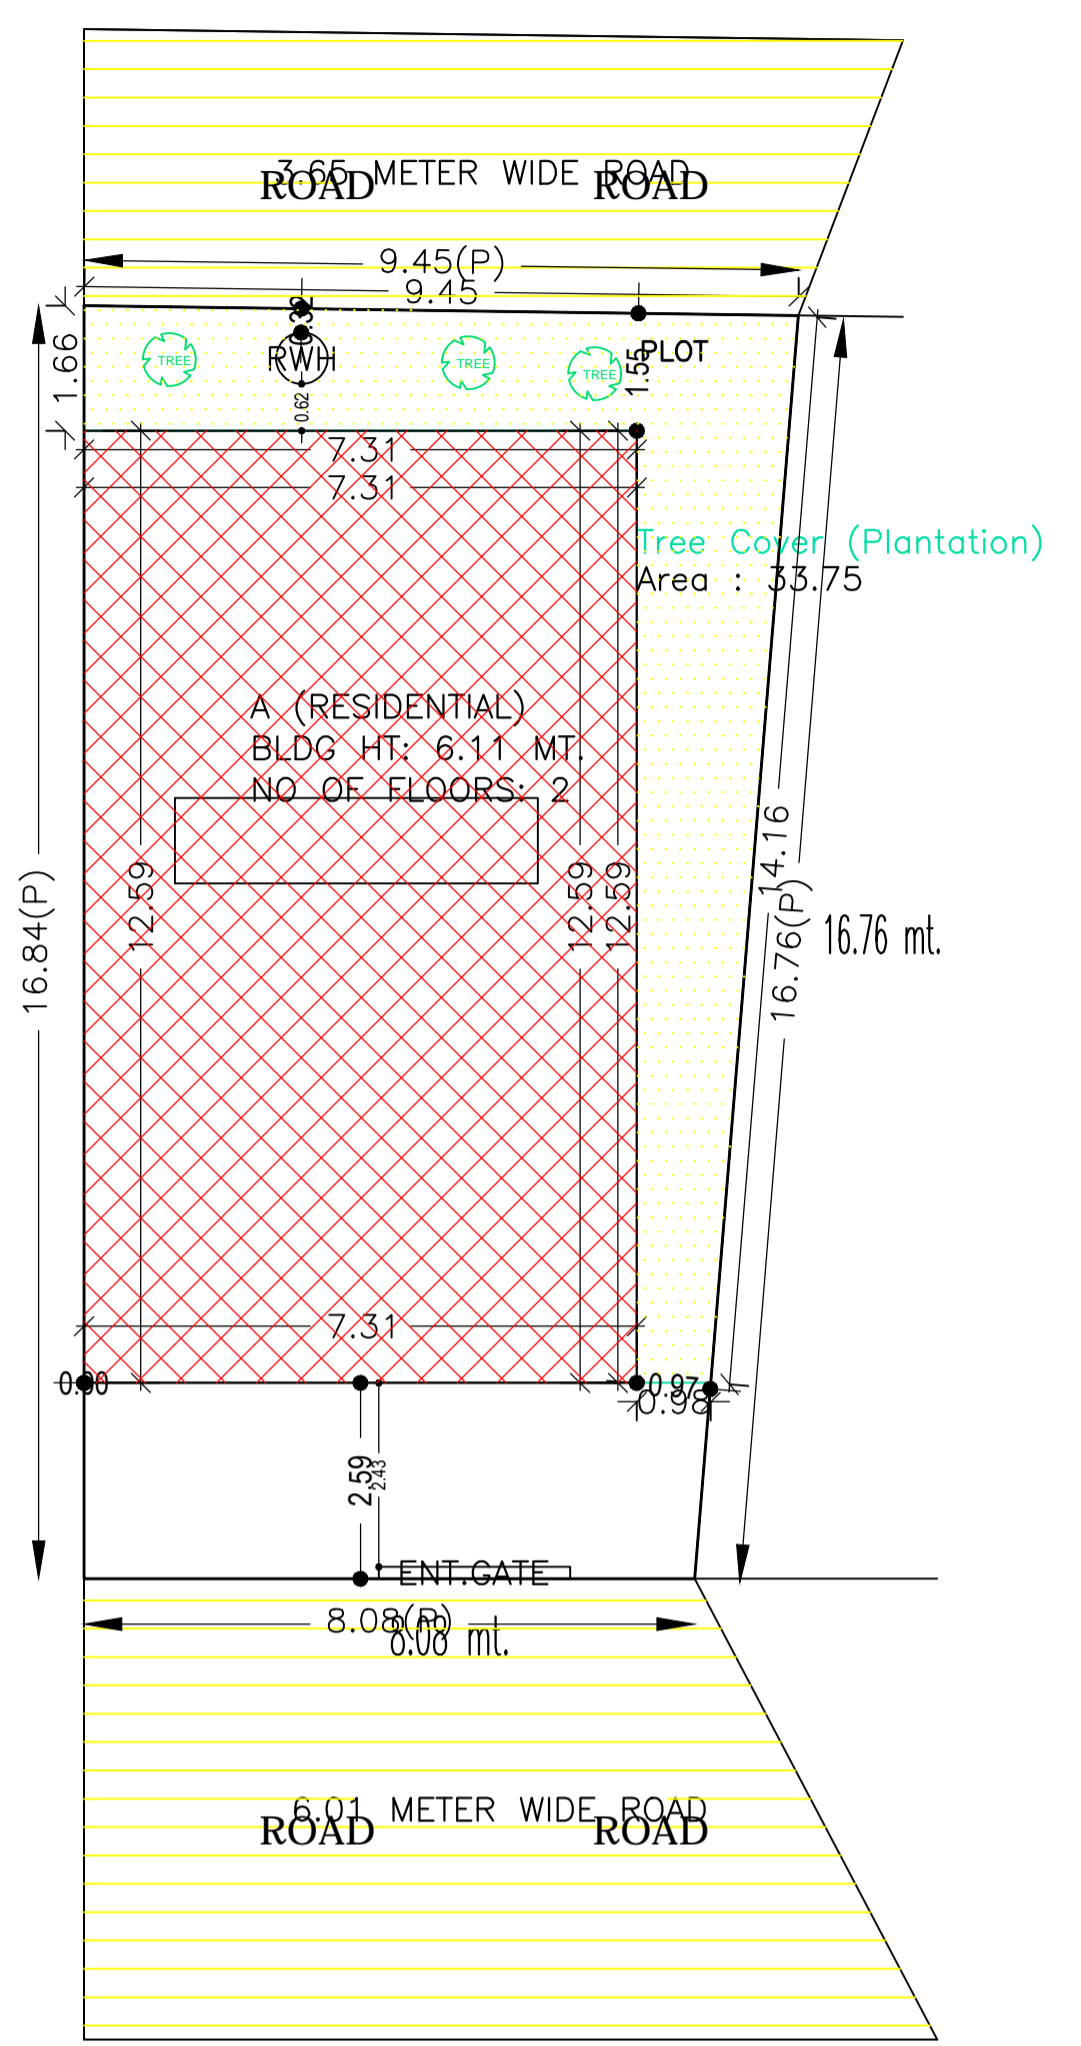 3.65 METER WIDE ROAD
ROAD ROAD
9.45(P)
9.45
0.32
1.66
TREE
RWH
TREE
TREE
1.55
PLOT
0.62
7.31
7.31
Tree Cover (Plantation)
Area : 33.75
A (RESIDENTIAL)
BLDG HT: 6.11 MT.
NO OF FLOORS: 2
16.84(P)
12.59
12.59
12.59
14.16
16.76(P)
16.76 mt.
7.31
0.00
0.97
0.98
2.59
2.43
ENT.GATE
8.08(P)
8.08 mt.
6.01 METER WIDE ROAD
ROAD ROAD